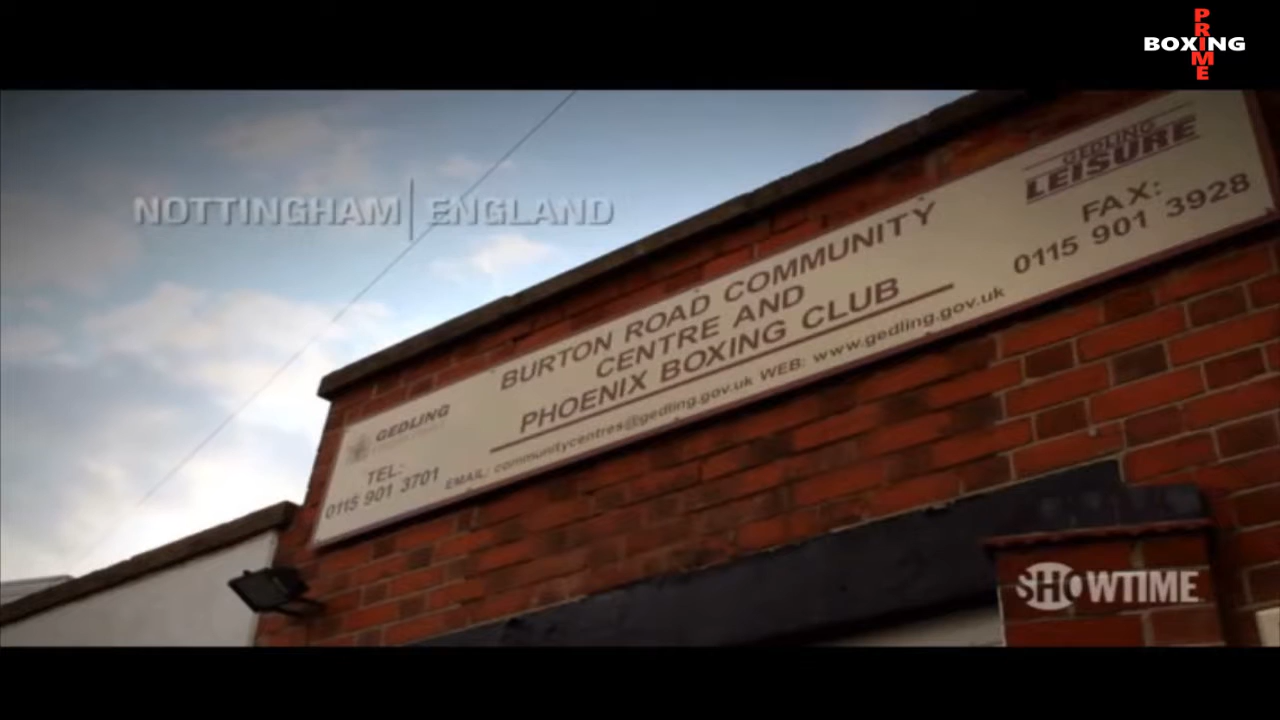 PRIME
BOXING
NOTTINGHAM | ENGLAND
GEDLING
LEISURE
FAX:
0115 901 3928
BURTON ROAD COMMUNITY
CENTRE AND
PHOENIX BOXING CLUB
GEDLING
TEL:
0115 901 3701
EMAIL: communitycentres@gedling.gov.uk WEB: www.gedling.gov.uk
SHOWTIME